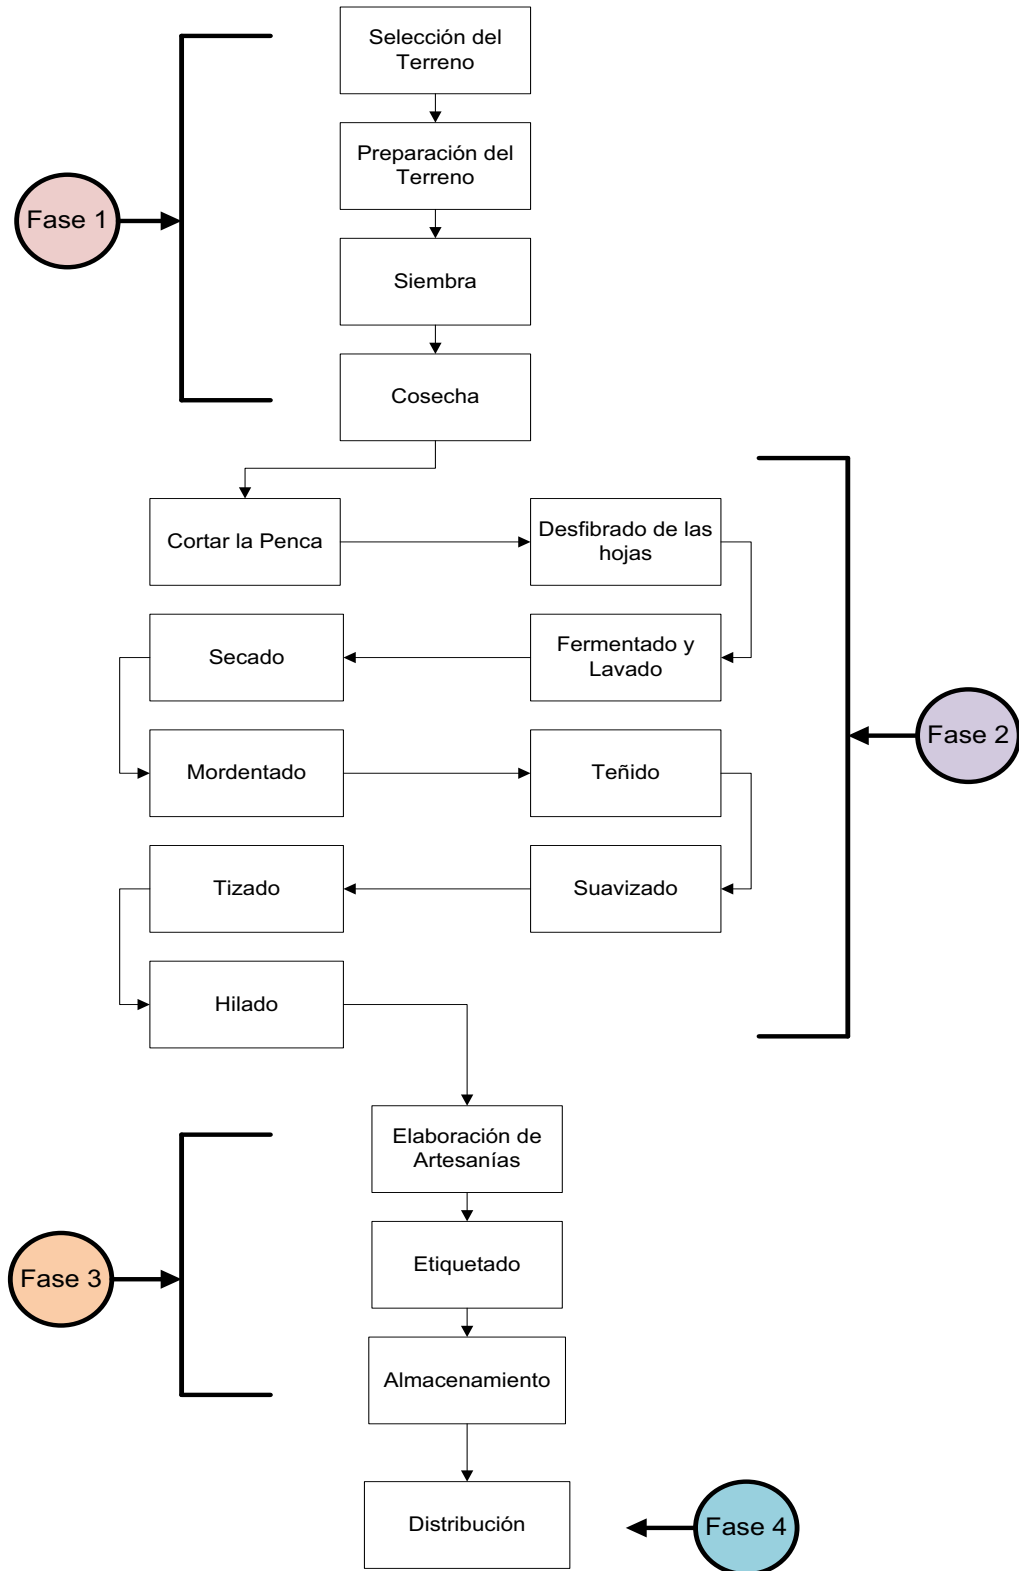 Selección del
Terreno
Preparación del
Terreno
Fase 1
Siembra
Cosecha
Cortar la Penca
Desfibrado de las
hojas
Fermentado y
Lavado
Secado
Fase 2
Mordentado
Teñido
Suavizado
Tizado
Hilado
Elaboración de
Artesanías
Etiquetado
Fase 3
Almacenamiento
Distribución
Fase 4